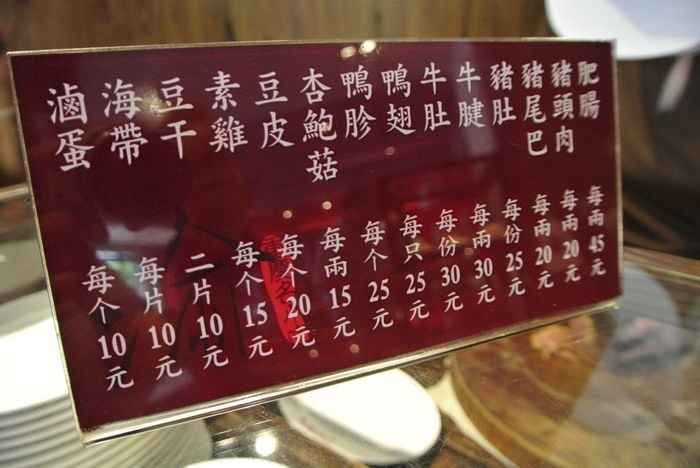 肥腸 每兩45元
豬頭肉 每兩20元
豬尾巴 每兩20元
豬肚 每份25元
牛腱 每兩30元
牛肚 每份30元
鴨翅 每只25元
鴨胗 每个25元
杏鮑菇 每兩15元
豆皮 每个20元
素雞 每个15元
豆干 二片10元
海帶 每片10元
滷蛋 每个10元